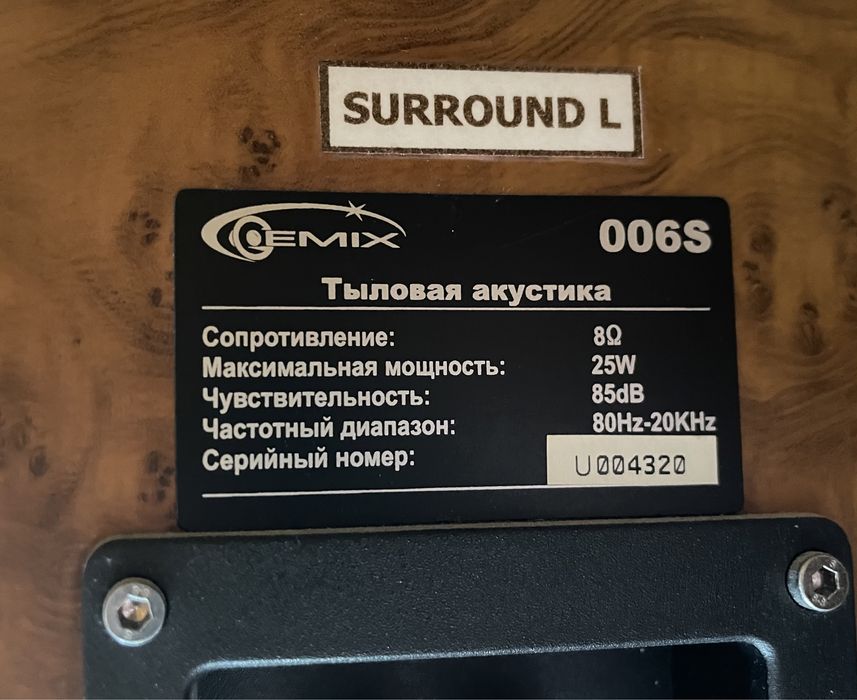 SURROUND L
GEMIX 006S
Тыловая акустика
Сопротивление: 8Ω
Максимальная мощность: 25W
Чувствительность: 85dB
Частотный диапазон: 80Hz-20KHz
Серийный номер: U004320